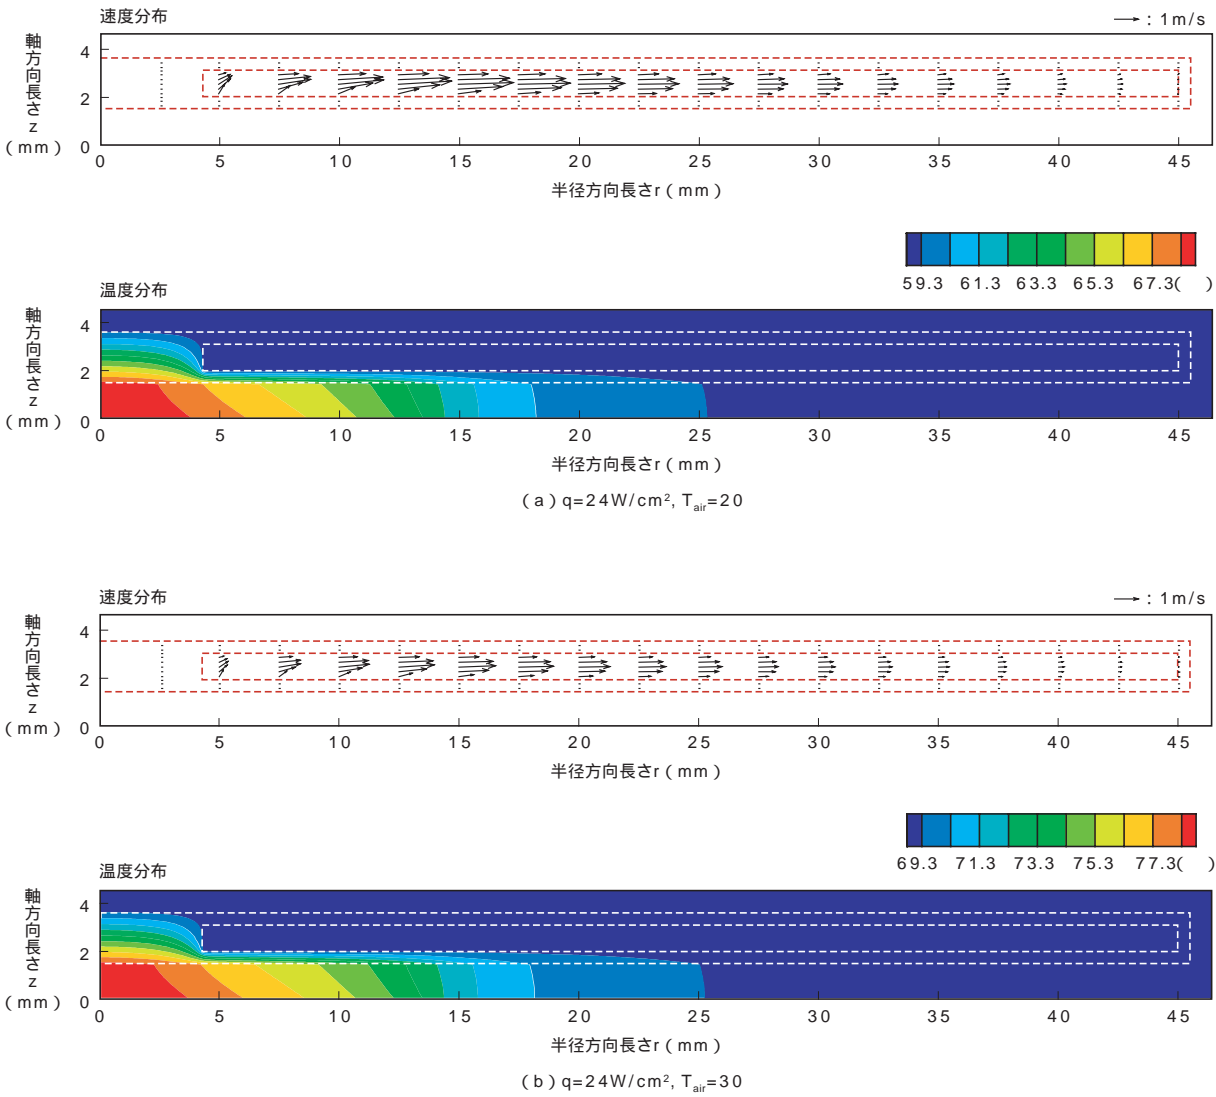 速度分布
: 1m/s
軸方向長さz
(mm)
4
2
0
0 5 10 15 20 25 30 35 40 45
半径方向長さr(mm)
59.3 61.3 63.3 65.3 67.3( )
温度分布
軸方向長さz
(mm)
4
2
0
0 5 10 15 20 25 30 35 40 45
半径方向長さr(mm)
(a)q=24W/cm², Tair=20
速度分布
: 1m/s
軸方向長さz
(mm)
4
2
0
0 5 10 15 20 25 30 35 40 45
半径方向長さr(mm)
69.3 71.3 73.3 75.3 77.3( )
温度分布
軸方向長さz
(mm)
4
2
0
0 5 10 15 20 25 30 35 40 45
半径方向長さr(mm)
(b)q=24W/cm², Tair=30